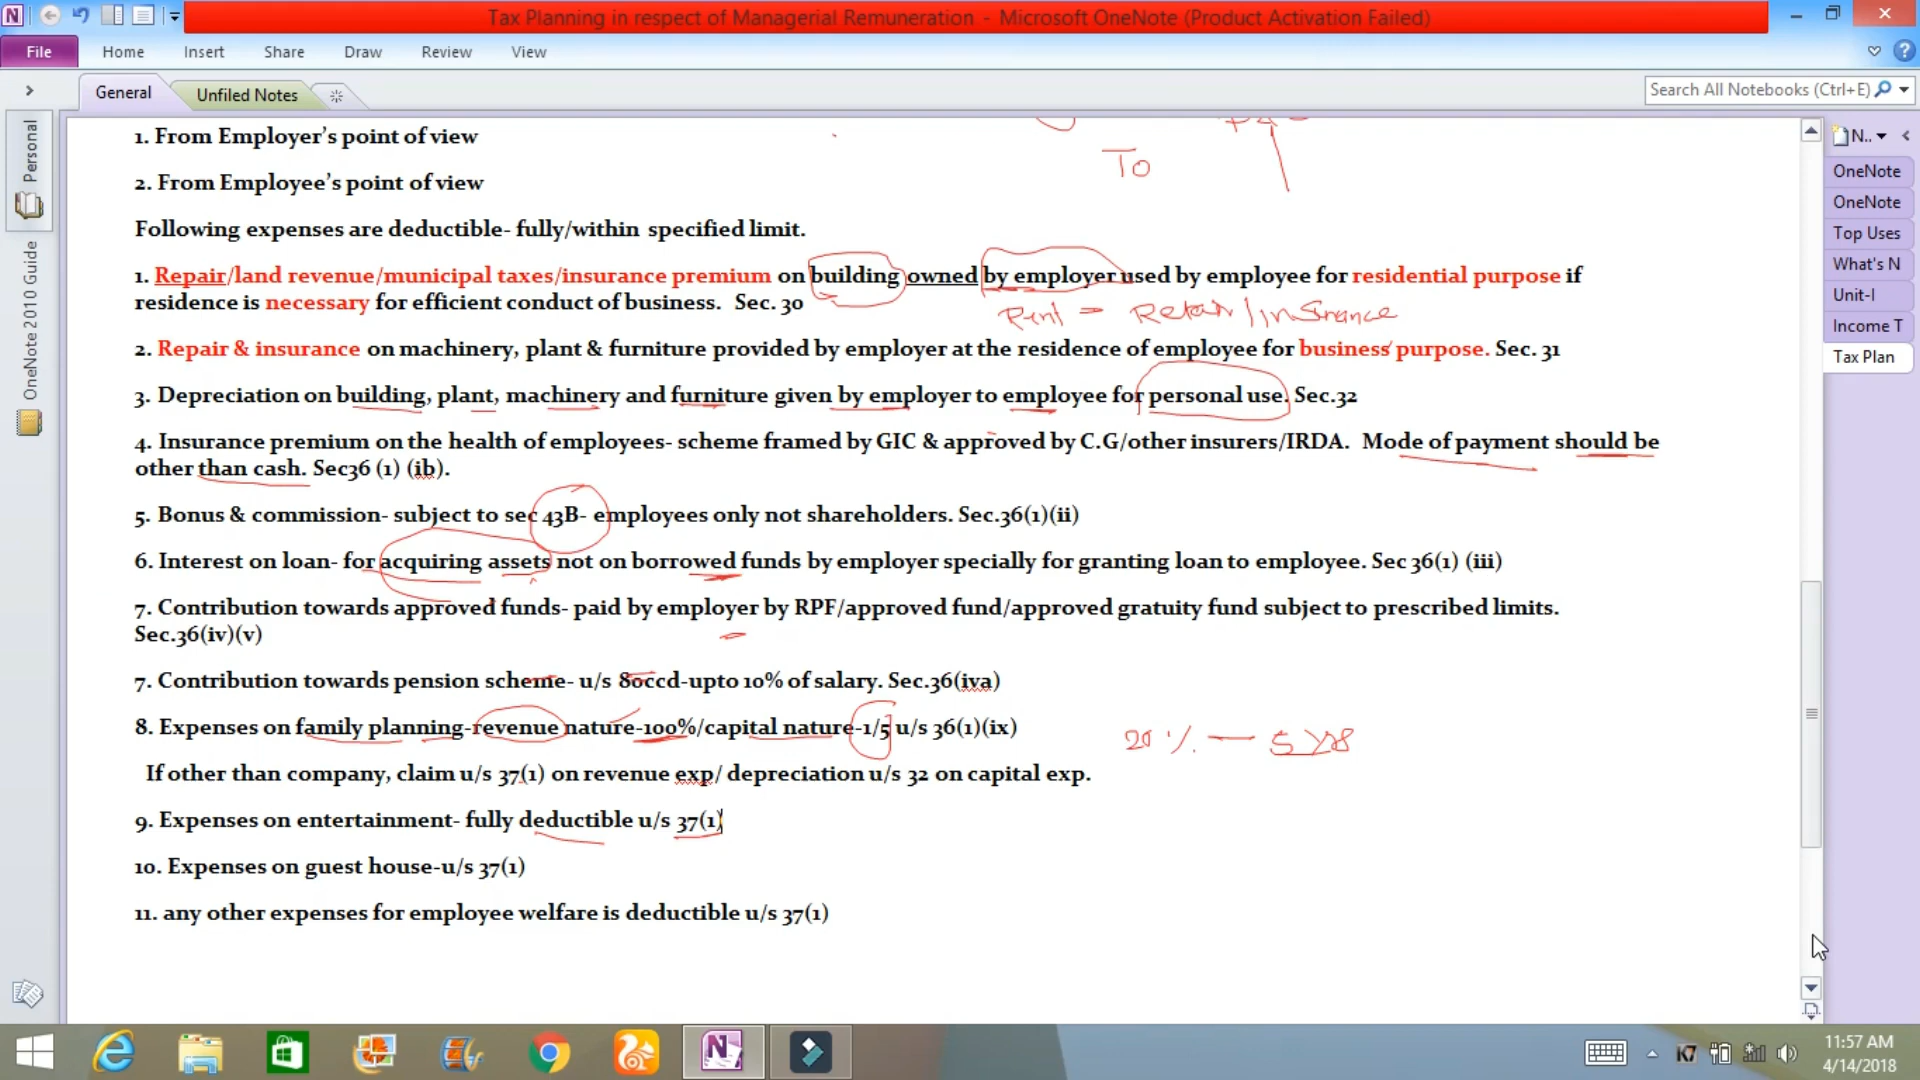 Tax Planning in respect of Managerial Remuneration - Microsoft OneNote (Product Activation Failed)
File Home Insert Share Draw Review View
General Unfiled Notes
Search All Notebooks (Ctrl+E)
Personal
OneNote 2010 Guide
N..
OneNote
OneNote
Top Uses
What's N
Unit-I
Income T
Tax Plan
1. From Employer's point of view
To
2. From Employee's point of view
Following expenses are deductible- fully/within specified limit.
1. Repair/land revenue/municipal taxes/insurance premium on building owned by employer used by employee for residential purpose if
residence is necessary for efficient conduct of business. Sec. 30
2. Repair & insurance on machinery, plant & furniture provided by employer at the residence of employee for business purpose. Sec. 31
3. Depreciation on building, plant, machinery and furniture given by employer to employee for personal use. Sec.32
4. Insurance premium on the health of employees- scheme framed by GIC & approved by C.G/other insurers/IRDA. Mode of payment should be
other than cash. Sec36 (1) (ib).
5. Bonus & commission- subject to sec 43B- employees only not shareholders. Sec.36(1)(ii)
6. Interest on loan- for acquiring assets not on borrowed funds by employer specially for granting loan to employee. Sec 36(1) (iii)
7. Contribution towards approved funds- paid by employer by RPF/approved fund/approved gratuity fund subject to prescribed limits.
Sec.36(iv)(v)
7. Contribution towards pension scheme- u/s 80ccd-upto 10% of salary. Sec.36(iva)
8. Expenses on family planning-revenue nature-100%/capital nature-1/5 u/s 36(1)(ix)
20 % — 5
If other than company, claim u/s 37(1) on revenue exp/ depreciation u/s 32 on capital exp.
9. Expenses on entertainment- fully deductible u/s 37(1)
10. Expenses on guest house-u/s 37(1)
11. any other expenses for employee welfare is deductible u/s 37(1)
K7
11:57 AM
4/14/2018